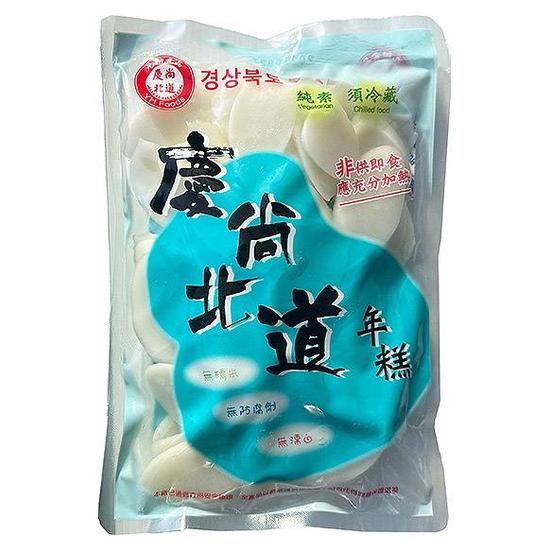 慶尚
北道
YH Foods
경상북도
純素
Vegetarian
須冷藏
Chilled food
非供即食
應充分加熱
慶尚北道
年糕
無糯米
無防腐劑
無漂白